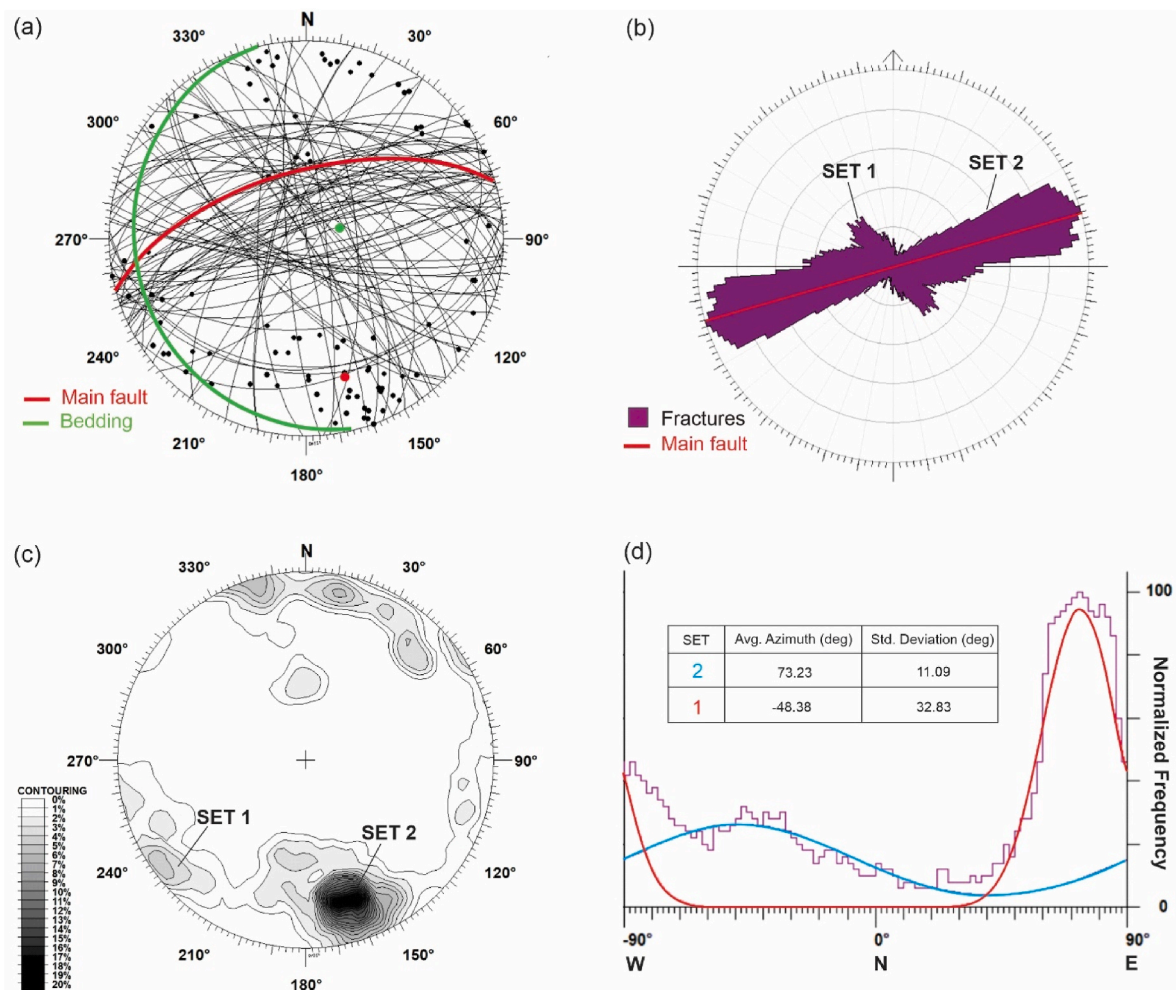 (a)
N
30°
60°
90°
120°
150°
180°
210°
240°
270°
300°
330°
Main fault
Bedding
(b)
SET 1
SET 2
Fractures
Main fault
(c)
N
30°
60°
90°
120°
150°
180°
210°
240°
270°
300°
330°
SET 1
SET 2
CONTOURING
0%
1%
2%
3%
4%
5%
6%
7%
8%
9%
10%
11%
12%
13%
14%
15%
16%
17%
18%
19%
20%
(d)
SET Avg. Azimuth (deg) Std. Deviation (deg)
2 73.23 11.09
1 -48.38 32.83
100
Normalized Frequency
0
-90° 0° 90°
W N E